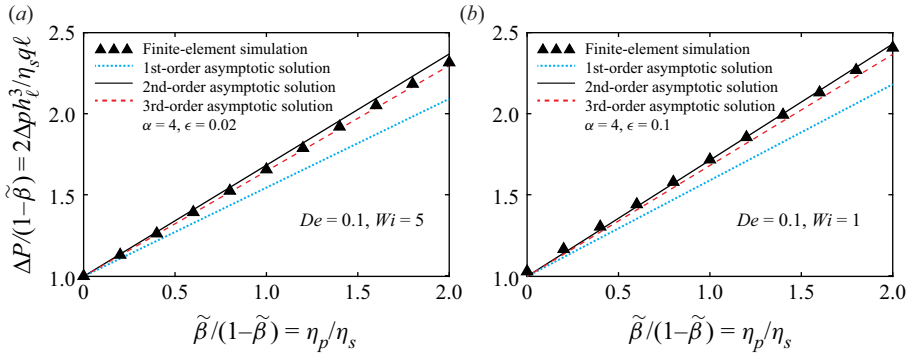 (a)
ΔP/(1–β̃) = 2Δph_ℓ^3/η_s qℓ
2.5
2.0
1.5
1.0
Finite-element simulation
1st-order asymptotic solution
2nd-order asymptotic solution
3rd-order asymptotic solution
α = 4, ϵ = 0.02
De = 0.1, Wi = 5
0 0.5 1.0 1.5 2.0
β̃/(1–β̃) = η_p/η_s
(b)
2.5
2.0
1.5
1.0
Finite-element simulation
1st-order asymptotic solution
2nd-order asymptotic solution
3rd-order asymptotic solution
α = 4, ϵ = 0.1
De = 0.1, Wi = 1
0 0.5 1.0 1.5 2.0
β̃/(1–β̃) = η_p/η_s